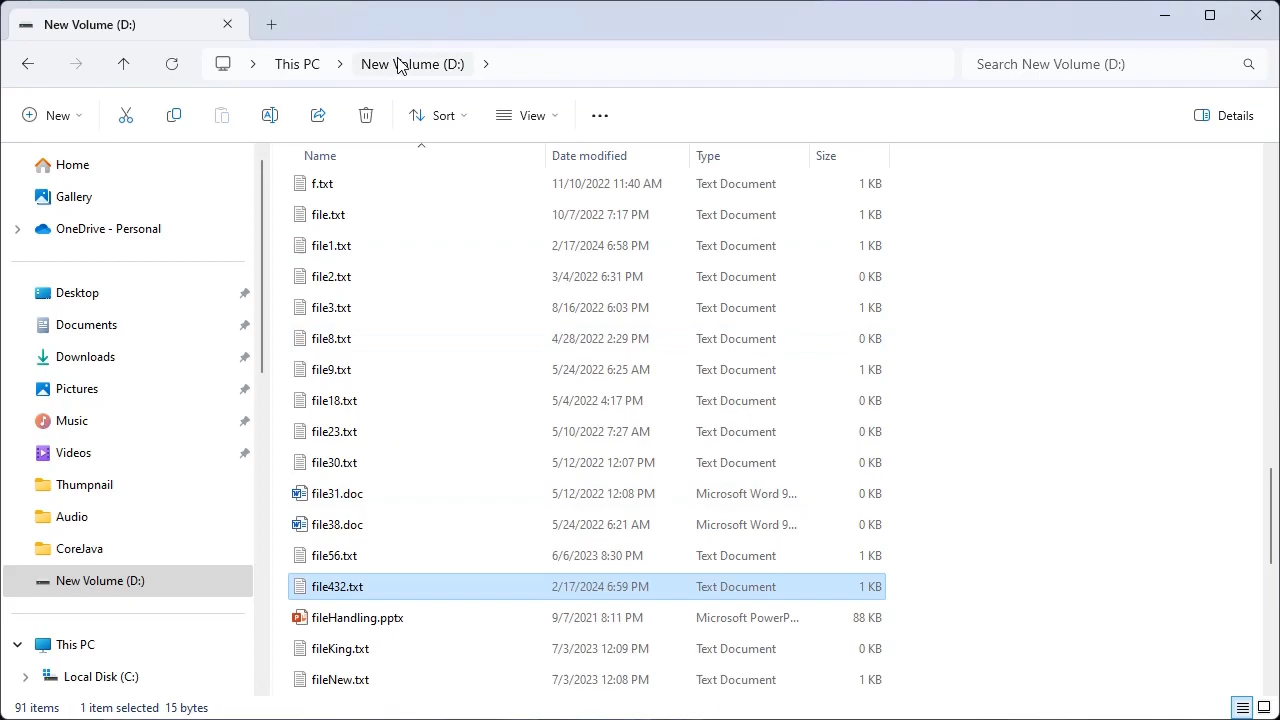 New Volume (D:)
This PC
New Volume (D:)
Search New Volume (D:)
New
Sort
View
Details
Home
Gallery
OneDrive - Personal
Desktop
Documents
Downloads
Pictures
Music
Videos
Thumpnail
Audio
CoreJava
New Volume (D:)
This PC
Local Disk (C:)
Name Date modified Type Size
f.txt 11/10/2022 11:40 AM Text Document 1 KB
file.txt 10/7/2022 7:17 PM Text Document 1 KB
file1.txt 2/17/2024 6:58 PM Text Document 1 KB
file2.txt 3/4/2022 6:31 PM Text Document 0 KB
file3.txt 8/16/2022 6:03 PM Text Document 1 KB
file8.txt 4/28/2022 2:29 PM Text Document 0 KB
file9.txt 5/24/2022 6:25 AM Text Document 1 KB
file18.txt 5/4/2022 4:17 PM Text Document 0 KB
file23.txt 5/10/2022 7:27 AM Text Document 0 KB
file30.txt 5/12/2022 12:07 PM Text Document 0 KB
file31.doc 5/12/2022 12:08 PM Microsoft Word 9... 0 KB
file38.doc 5/24/2022 6:21 AM Microsoft Word 9... 0 KB
file56.txt 6/6/2023 8:30 PM Text Document 1 KB
file432.txt 2/17/2024 6:59 PM Text Document 1 KB
fileHandling.pptx 9/7/2021 8:11 PM Microsoft PowerP... 88 KB
fileKing.txt 7/3/2023 12:09 PM Text Document 0 KB
fileNew.txt 7/3/2023 12:08 PM Text Document 1 KB
91 items 1 item selected 15 bytes